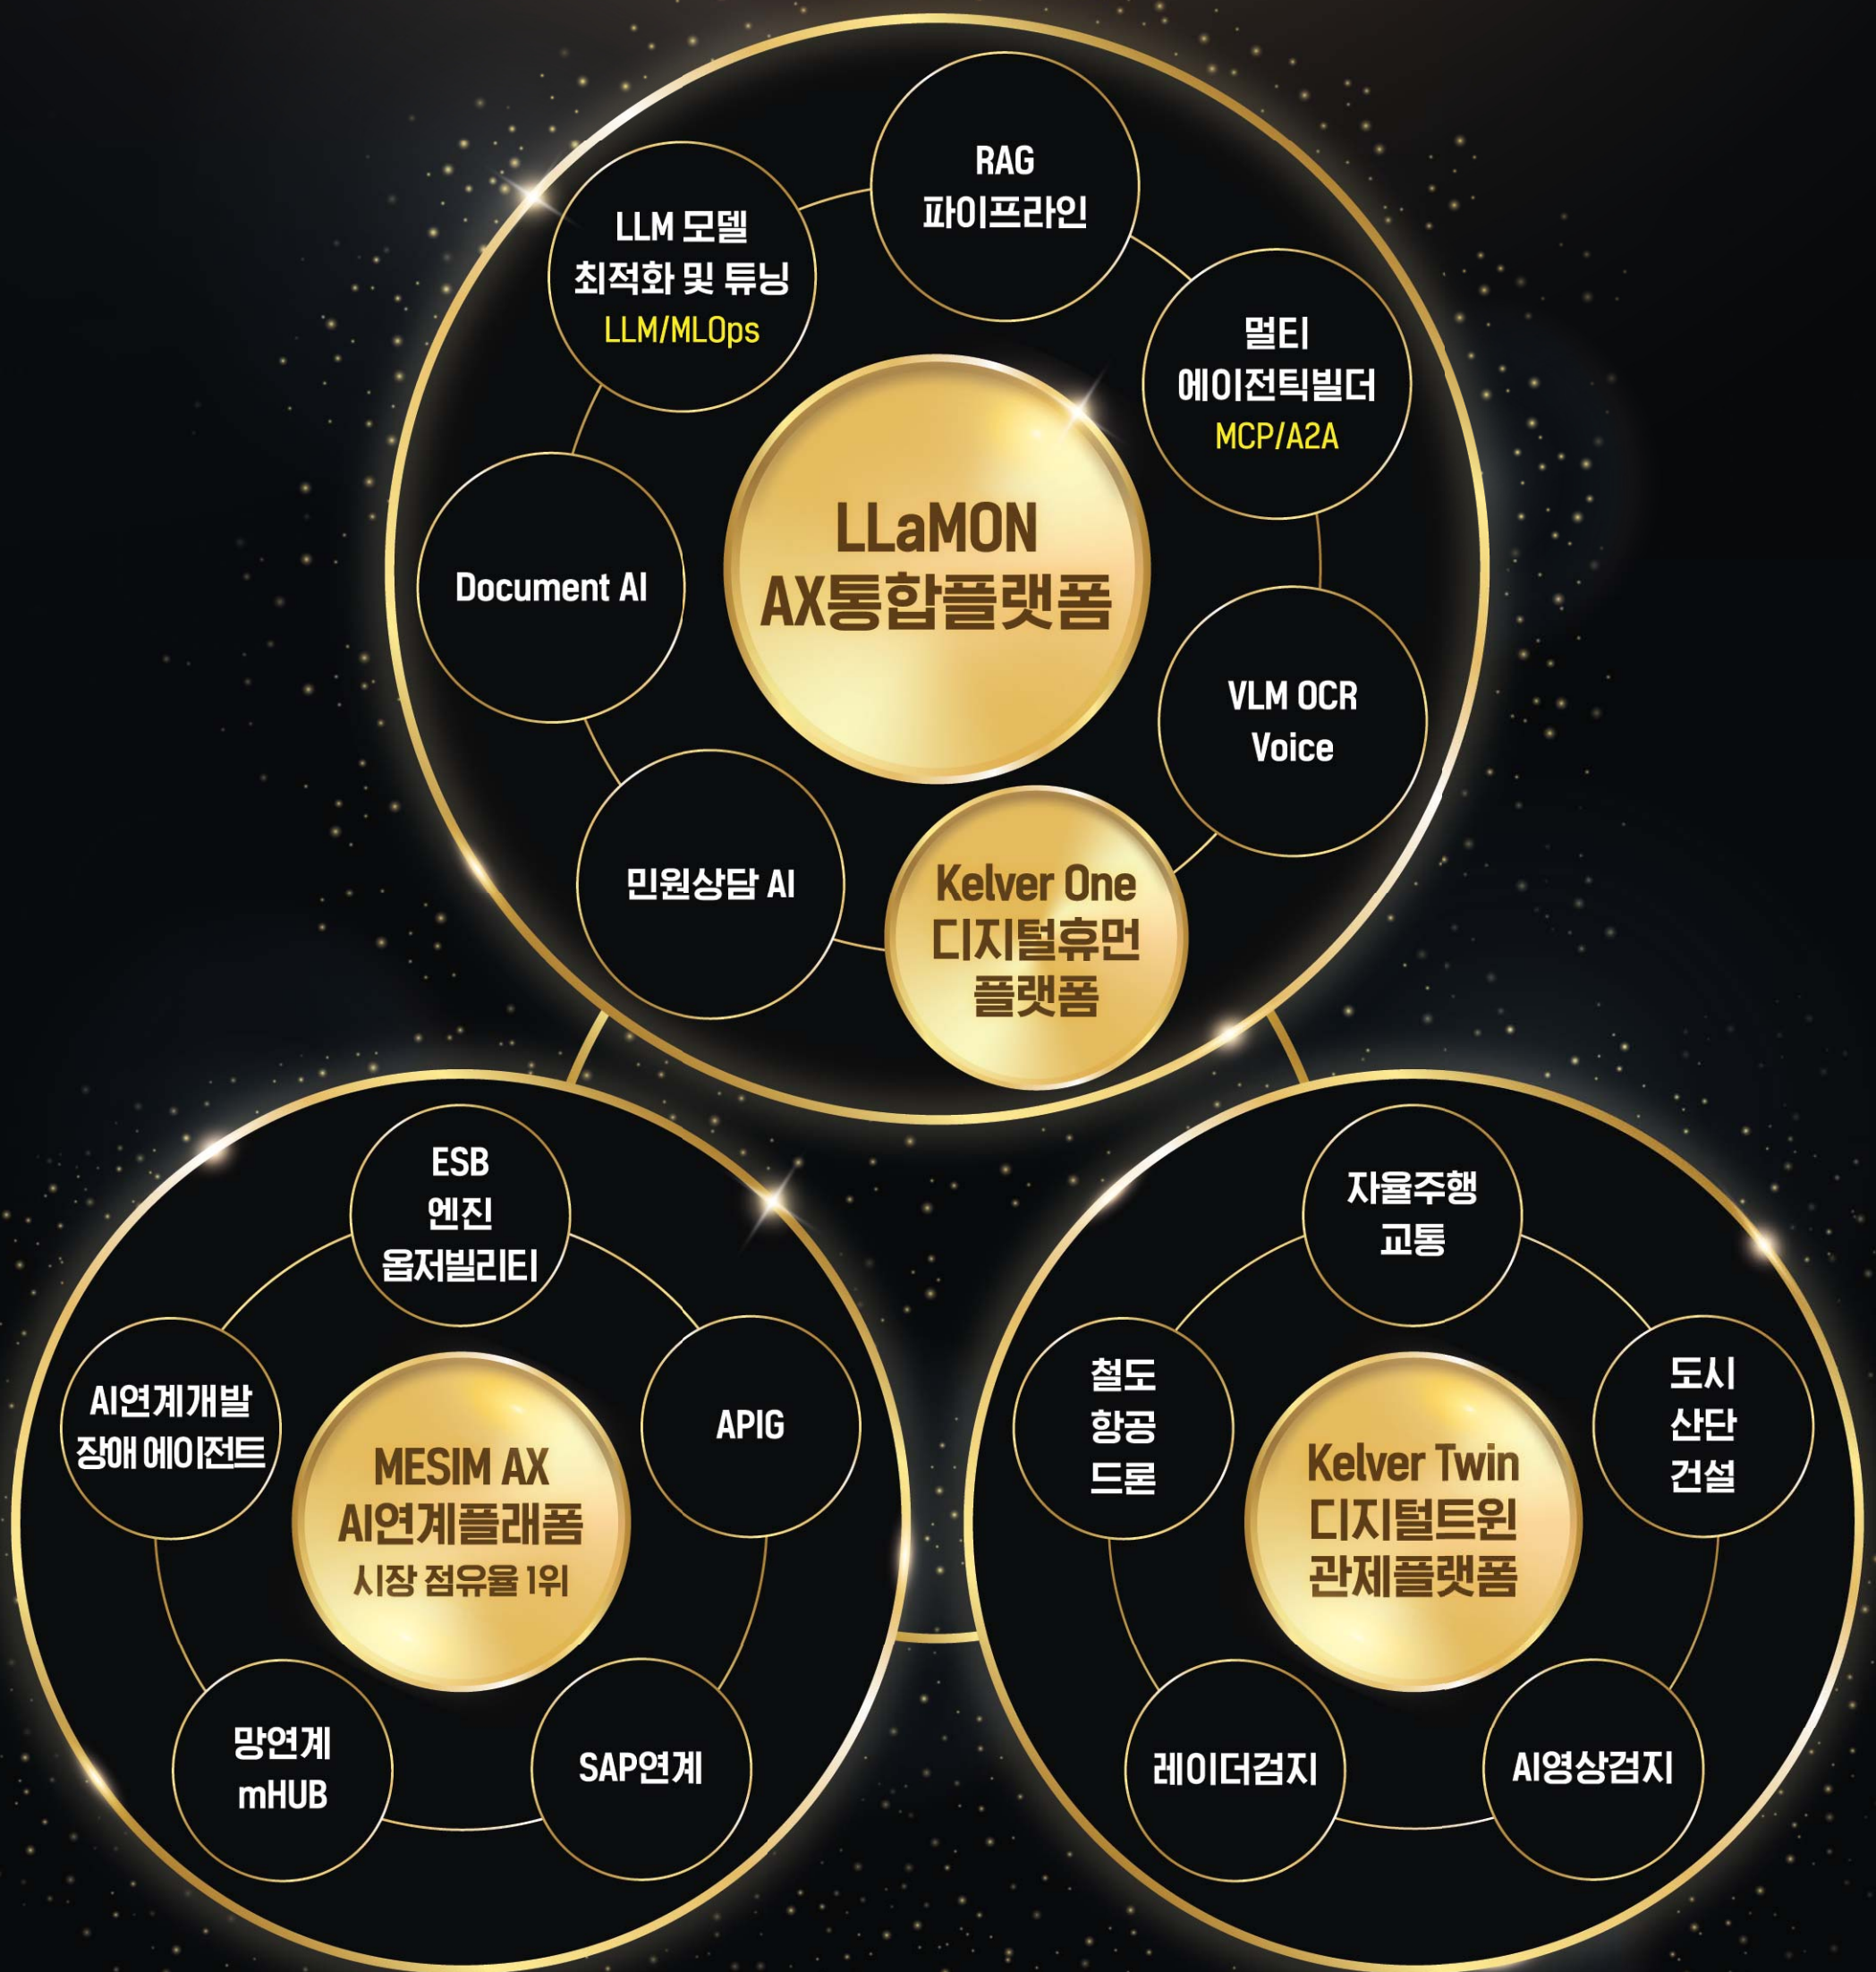 RAG
파이프라인
LLM 모델
최적화 및 튜닝
LLM/MLOps
멀티
에이전틱빌더
MCP/A2A
LLaMON
AX통합플랫폼
Document AI
VLM OCR
Voice
민원상담 AI
Kelver One
디지털휴먼
플랫폼
ESB
엔진
옵저빌리티
AI연계개발
장애 에이전트
APIG
MESIM AX
AI연계플래폼
시장 점유율 1위
망연계
mHUB
SAP연계
자율주행
교통
철도
항공
드론
도시
산단
건설
Kelver Twin
디지털트윈
관제플랫폼
레이더검지
AI영상검지